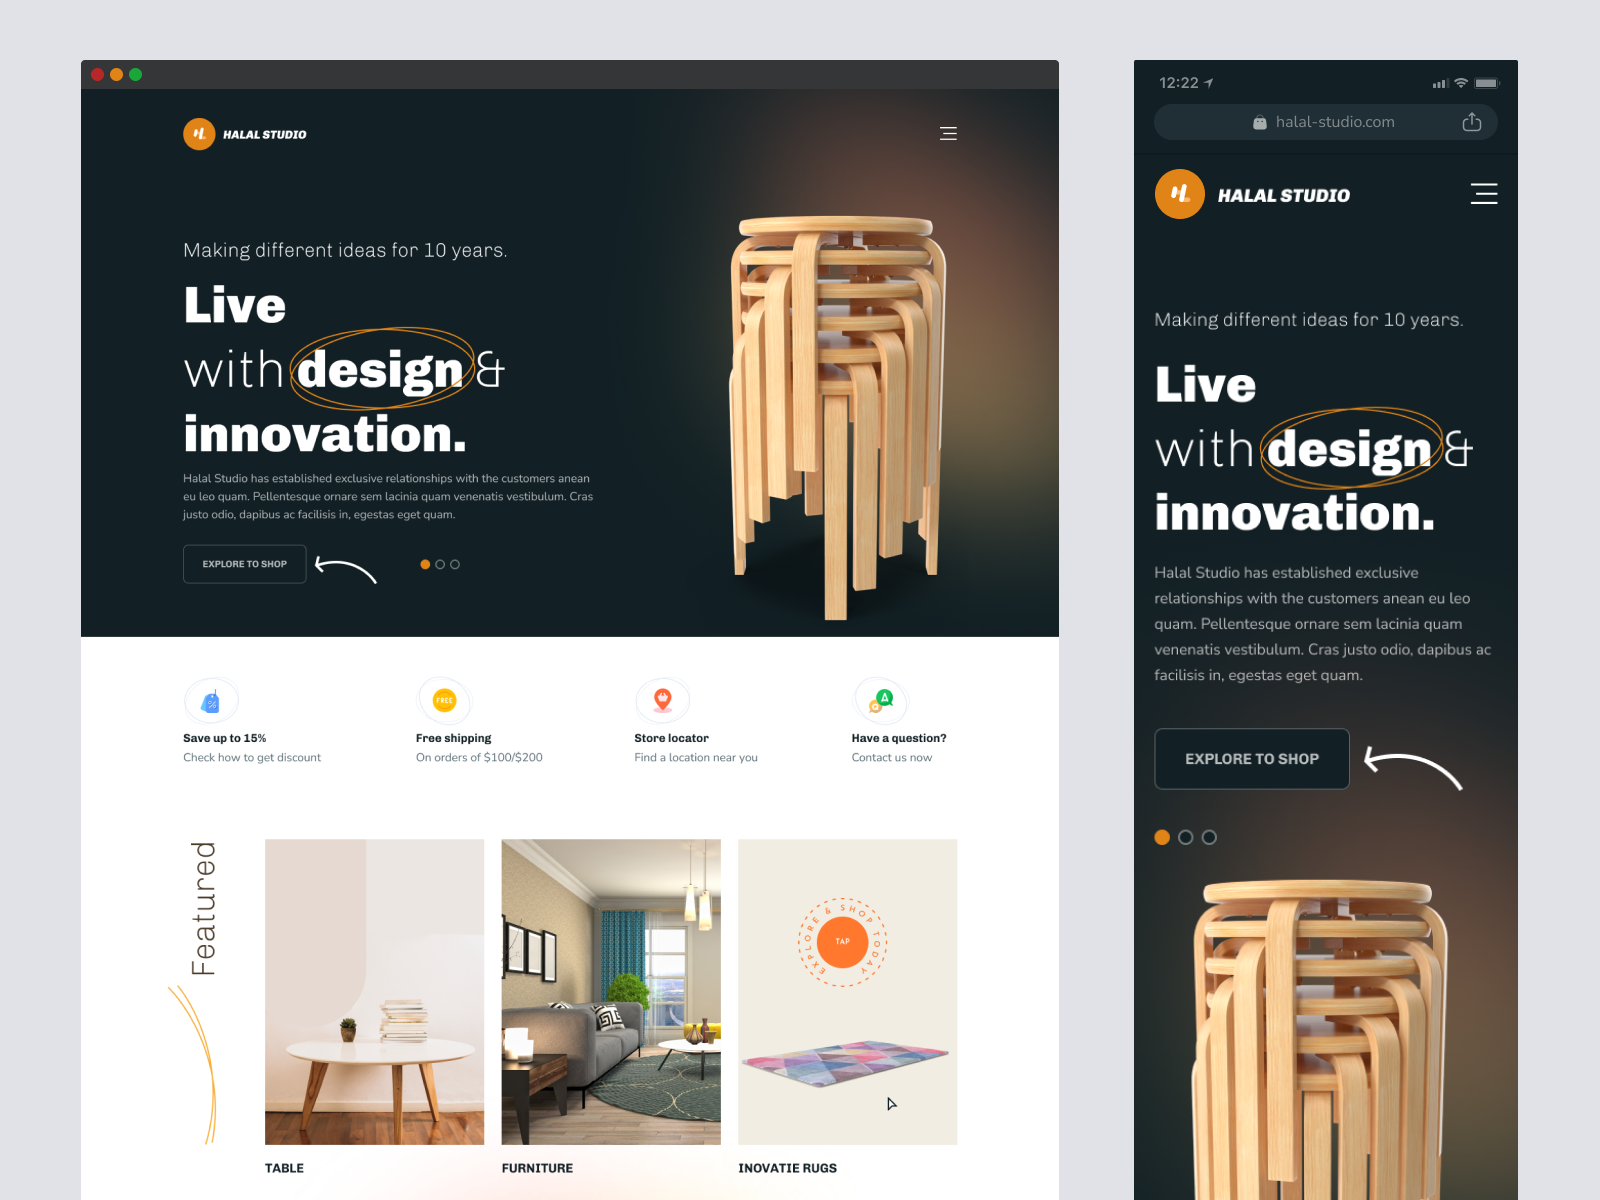 HALAL STUDIO
Making different ideas for 10 years.
Live
with design &
innovation.
Halal Studio has established exclusive relationships with the customers anean
eu leo quam. Pellentesque ornare sem lacinia quam venenatis vestibulum. Cras
justo odio, dapibus ac facilisis in, egestas eget quam.
EXPLORE TO SHOP
%
FREE
Save up to 15%
Check how to get discount
Free shipping
On orders of $100/$200
Store locator
Find a location near you
Q A
Have a question?
Contact us now
Featured
EXPLORE & SHOP TODAY
TAP
TABLE
FURNITURE
INOVATIE RUGS
12:22
halal-studio.com
HALAL STUDIO
Making different ideas for 10 years.
Live
with design &
innovation.
Halal Studio has established exclusive
relationships with the customers anean eu leo
quam. Pellentesque ornare sem lacinia quam
venenatis vestibulum. Cras justo odio, dapibus ac
facilisis in, egestas eget quam.
EXPLORE TO SHOP